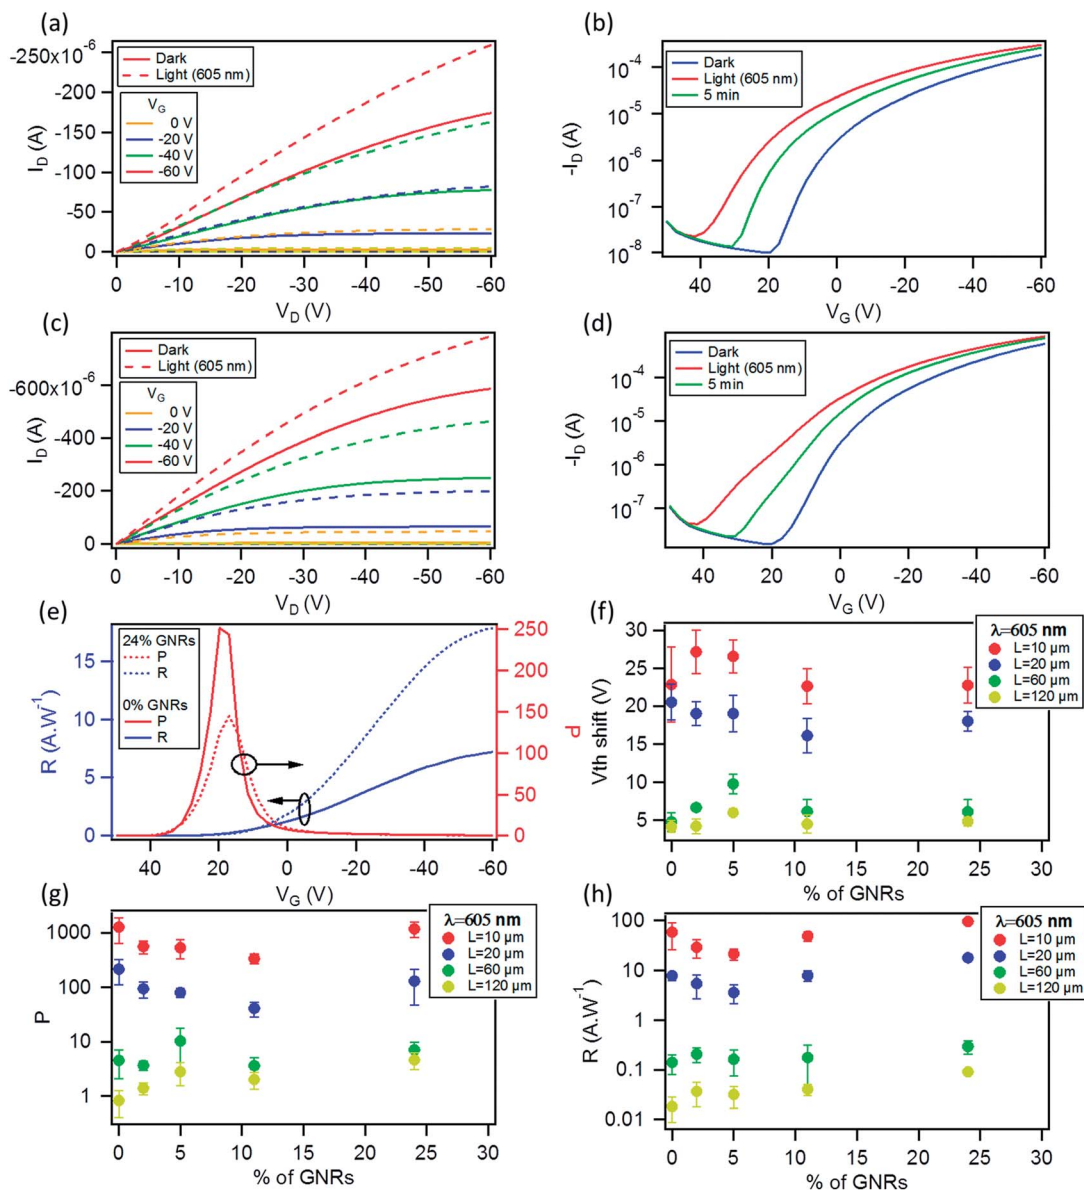 (a)
-250x10⁻⁶
-200
-150
-100
-50
0
I_D (A)
Dark
Light (605 nm)
V_G
0 V
-20 V
-40 V
-60 V
0 -10 -20 -30 -40 -50 -60
V_D (V)
(b)
10⁻⁴
10⁻⁵
10⁻⁶
10⁻⁷
10⁻⁸
-I_D (A)
Dark
Light (605 nm)
5 min
40 20 0 -20 -40 -60
V_G (V)
(c)
-600x10⁻⁶
-400
-200
0
I_D (A)
Dark
Light (605 nm)
V_G
0 V
-20 V
-40 V
-60 V
0 -10 -20 -30 -40 -50 -60
V_D (V)
(d)
10⁻⁴
10⁻⁵
10⁻⁶
10⁻⁷
-I_D (A)
Dark
Light (605 nm)
5 min
40 20 0 -20 -40 -60
V_G (V)
(e)
15
10
5
0
R (A.W⁻¹)
24% GNRs
P
R
0% GNRs
P
R
250
200
150
100
50
0
P
40 20 0 -20 -40 -60
V_G (V)
(f)
30
25
20
15
10
5
Vth shift (V)
λ=605 nm
L=10 µm
L=20 µm
L=60 µm
L=120 µm
0 5 10 15 20 25 30
% of GNRs
(g)
1000
100
10
1
P
λ=605 nm
L=10 µm
L=20 µm
L=60 µm
L=120 µm
0 5 10 15 20 25 30
% of GNRs
(h)
100
10
1
0.1
0.01
R (A.W⁻¹)
λ=605 nm
L=10 µm
L=20 µm
L=60 µm
L=120 µm
0 5 10 15 20 25 30
% of GNRs